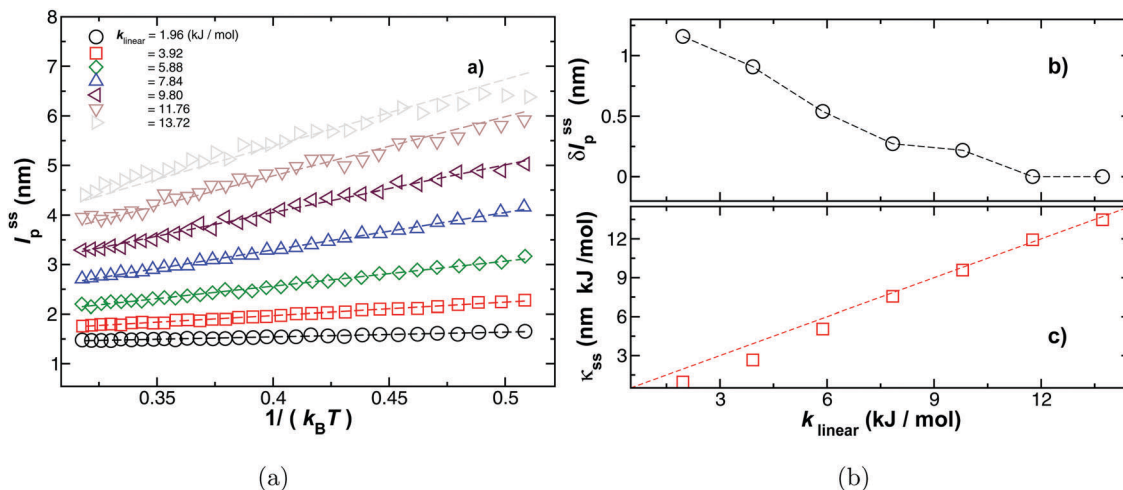 8
7
6
5
4
3
2
1
l_p^ss (nm)
k_linear = 1.96 (kJ / mol)
= 3.92
= 5.88
= 7.84
= 9.80
= 11.76
= 13.72
a)
0.35 0.4 0.45 0.5
1/ ( k_B T )
1
0.5
0
δl_p^ss (nm)
b)
12
9
6
3
κ_ss (nm kJ /mol)
c)
3 6 9 12
k_linear (kJ / mol)
(a) (b)